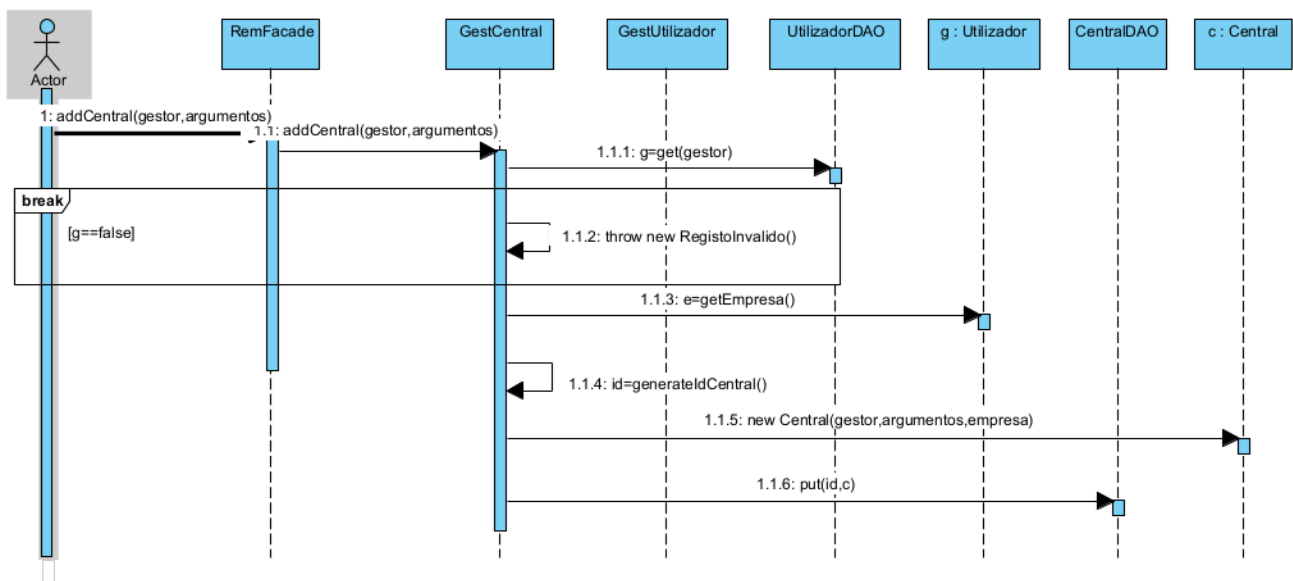 RemFacade
GestCentral
GestUtilizador
UtilizadorDAO
g : Utilizador
CentralDAO
c : Central
Actor
1: addCentral(gestor,argumentos)
1.1: addCentral(gestor,argumentos)
1.1.1: g=get(gestor)
break
[g==false]
1.1.2: throw new RegistoInvalido()
1.1.3: e=getEmpresa()
1.1.4: id=generateIdCentral()
1.1.5: new Central(gestor,argumentos,empresa)
1.1.6: put(id,c)